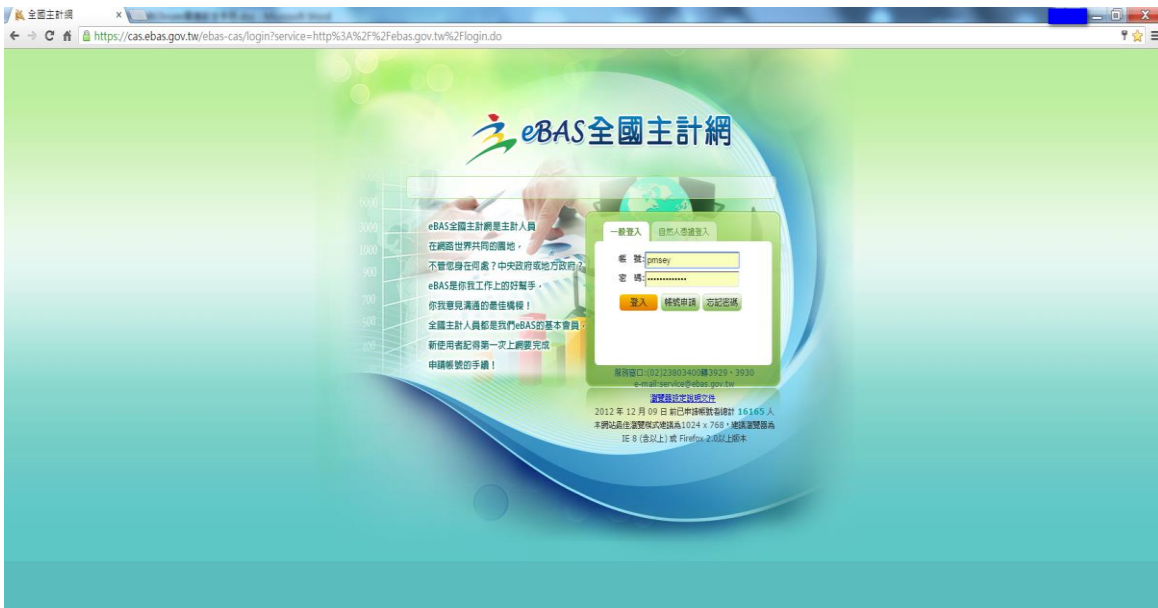 全國主計網
https://cas.ebas.gov.tw/ebas-cas/login?service=http%3A%2F%2Febas.gov.tw%2Flogin.do
eBAS全國主計網
eBAS全國主計網是主計人員
在網路世界共同的園地，
不管您身在何處？中央政府或地方政府？
eBAS是你我工作上的好幫手，
你我意見溝通的最佳橋樑！
全國主計人員都是我們eBAS的基本會員，
新使用者記得第一次上網要完成
申請帳號的手續！
一般登入 自然人憑證登入
帳 號: pmsey
密 碼:
登入 帳號申請 忘記密碼
服務窗口:(02)23803400轉3929、3930
e-mail:service@ebas.gov.tw
瀏覽器設定說明文件
2012 年 12 月 09 日 前已申請帳號者總計 16165 人
本網站最佳瀏覽模式建議為1024 x 768，建議瀏覽器為
IE 8 (含以上) 或 Firefox 2.0以上版本